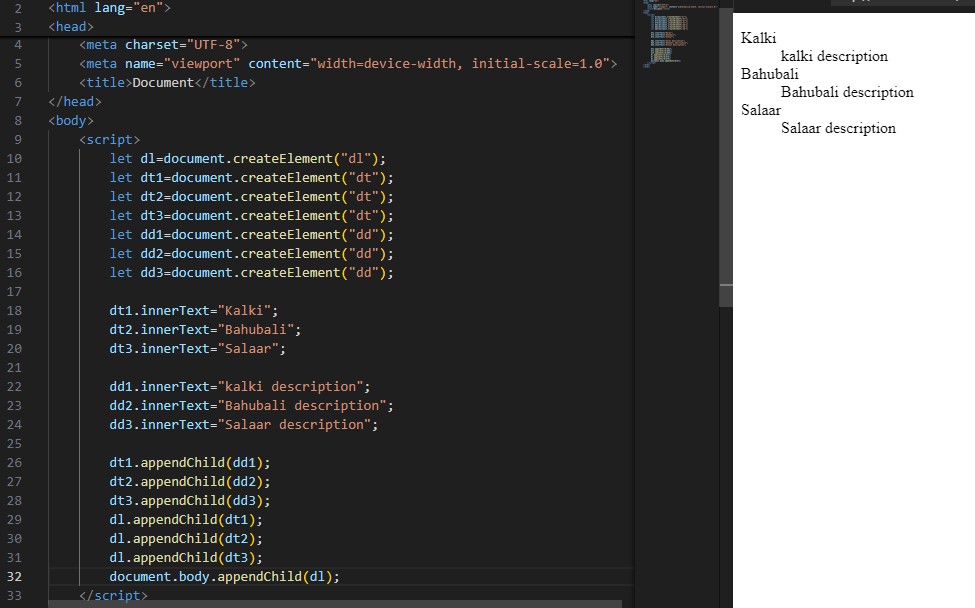 2 <html lang="en">
3 <head>
4 <meta charset="UTF-8">
5 <meta name="viewport" content="width=device-width, initial-scale=1.0">
6 <title>Document</title>
7 </head>
8 <body>
9 <script>
10 let dl=document.createElement("dl");
11 let dt1=document.createElement("dt");
12 let dt2=document.createElement("dt");
13 let dt3=document.createElement("dt");
14 let dd1=document.createElement("dd");
15 let dd2=document.createElement("dd");
16 let dd3=document.createElement("dd");
17
18 dt1.innerText="Kalki";
19 dt2.innerText="Bahubali";
20 dt3.innerText="Salaar";
21
22 dd1.innerText="kalki description";
23 dd2.innerText="Bahubali description";
24 dd3.innerText="Salaar description";
25
26 dt1.appendChild(dd1);
27 dt2.appendChild(dd2);
28 dt3.appendChild(dd3);
29 dl.appendChild(dt1);
30 dl.appendChild(dt2);
31 dl.appendChild(dt3);
32 document.body.appendChild(dl);
33 </script>
Kalki
kalki description
Bahubali
Bahubali description
Salaar
Salaar description